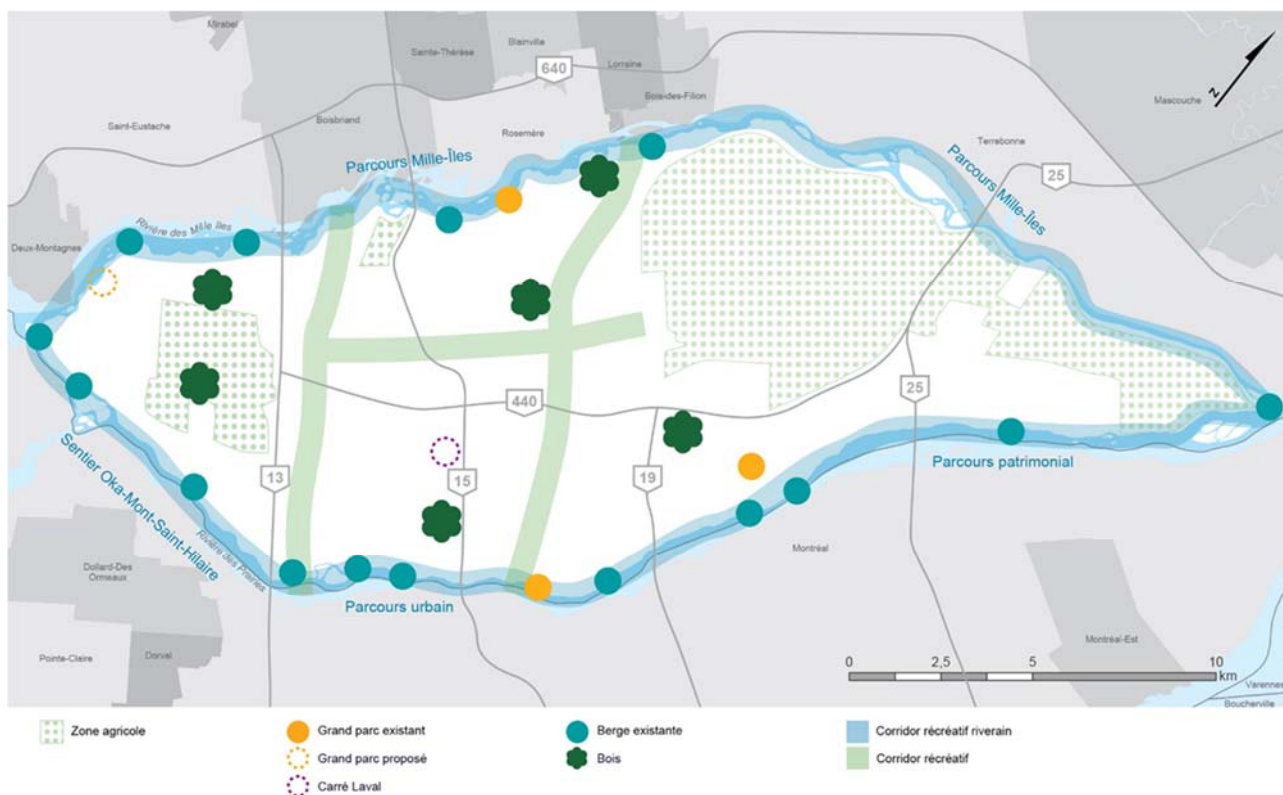 Mirabel
Sainte-Thérèse
Blainville
Lorraine
640
Bois-des-Filion
Mascouche
N
Saint-Eustache
Boisbriand
Rosemère
Terrebonne
Parcours Mille-Îles
Parcours Mille-Îles
25
Rivière des Mille Iles
Deux-Montagnes
440
25
Sentier Oka-Mont-Saint-Hilaire
13
15
19
Parcours patrimonial
Rivière des Prairies
Montréal
Dollard-Des
Ormeaux
Parcours urbain
Montréal-Est
Pointe-Claire
Dorval
0
2,5
5
10
km
Varennes
Boucherville
Zone agricole
Grand parc existant
Grand parc proposé
Carré Laval
Berge existante
Bois
Corridor récréatif riverain
Corridor récréatif